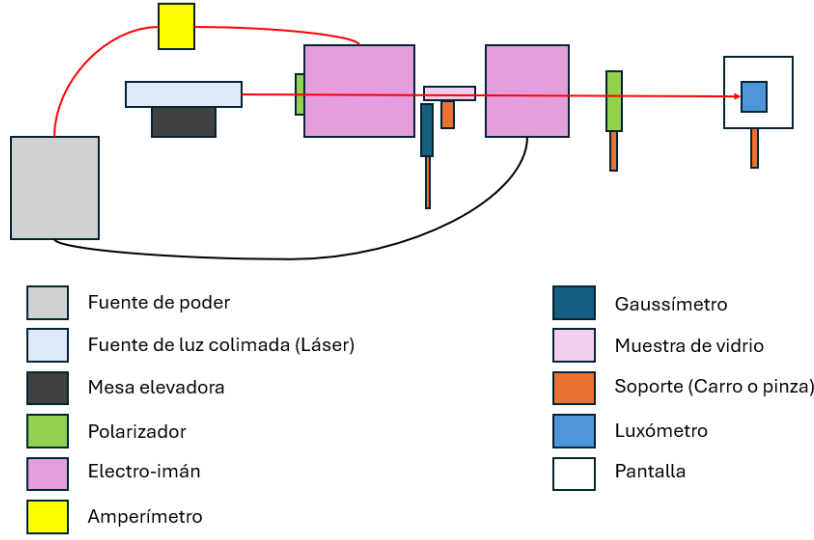 Fuente de poder
Fuente de luz colimada (Láser)
Mesa elevadora
Polarizador
Electro-imán
Amperímetro
Gaussímetro
Muestra de vidrio
Soporte (Carro o pinza)
Luxómetro
Pantalla